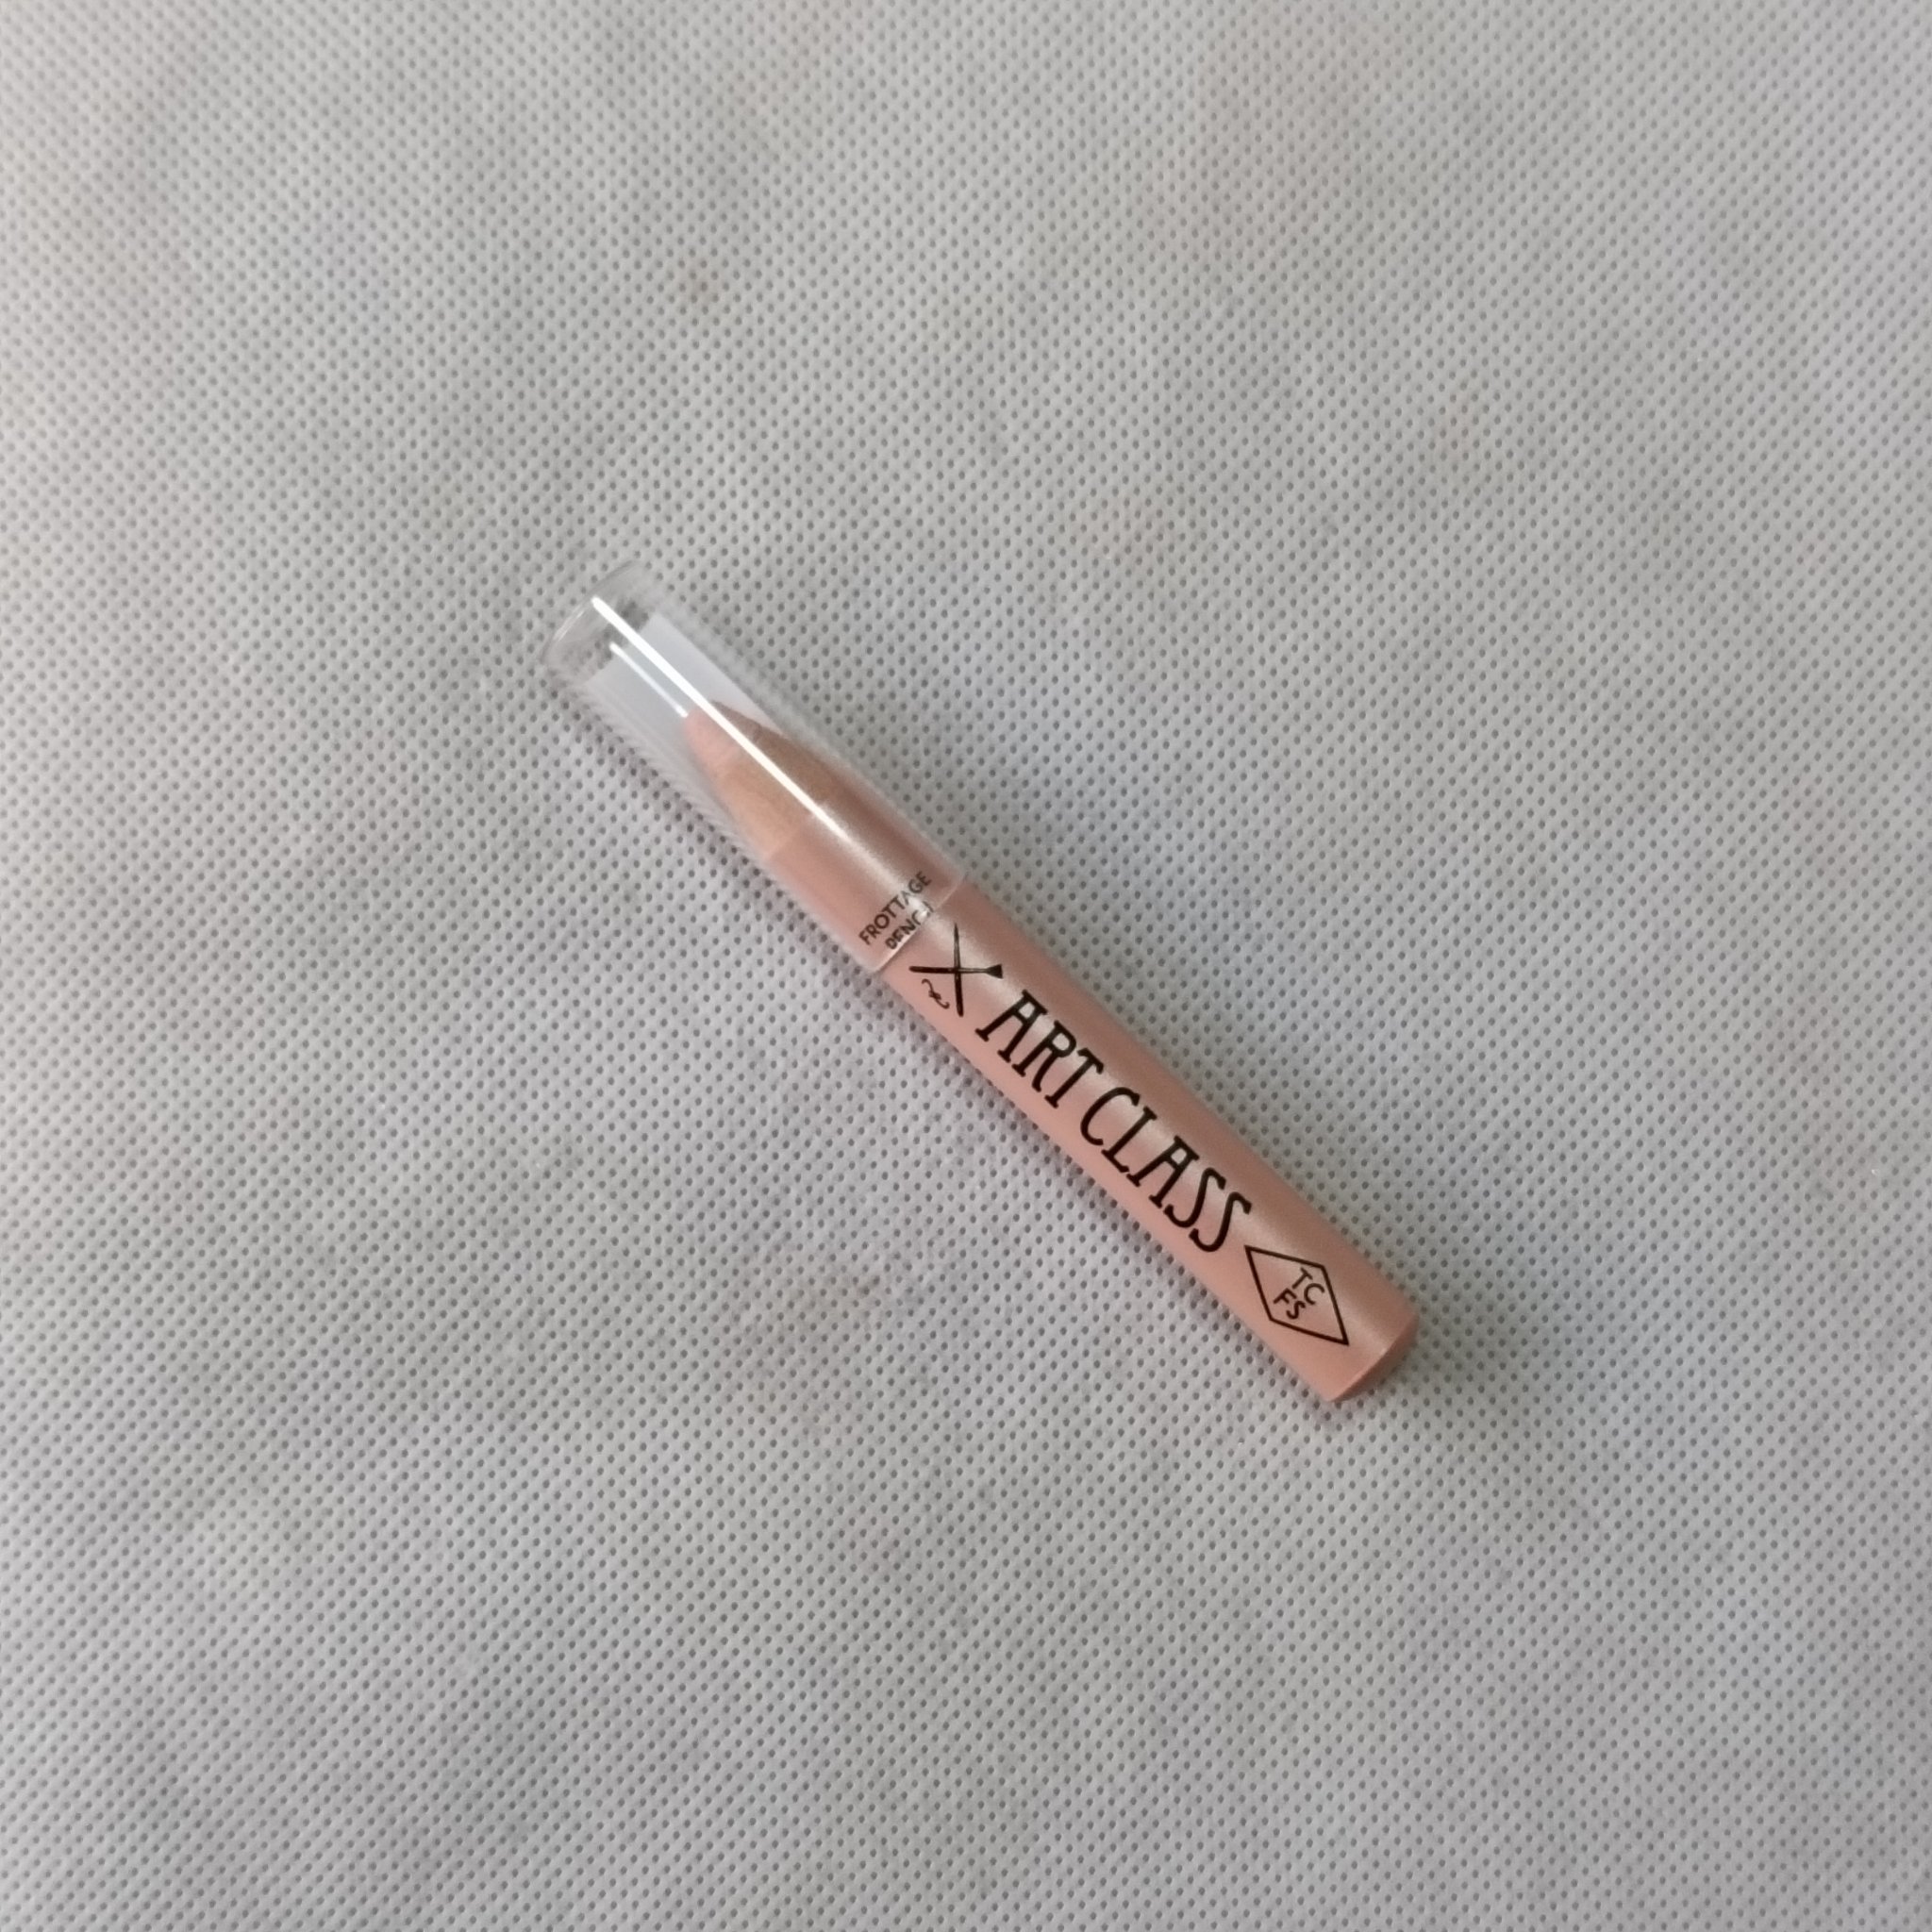 FROTTAGE
PENCIL
ART CLASS
TC
FS